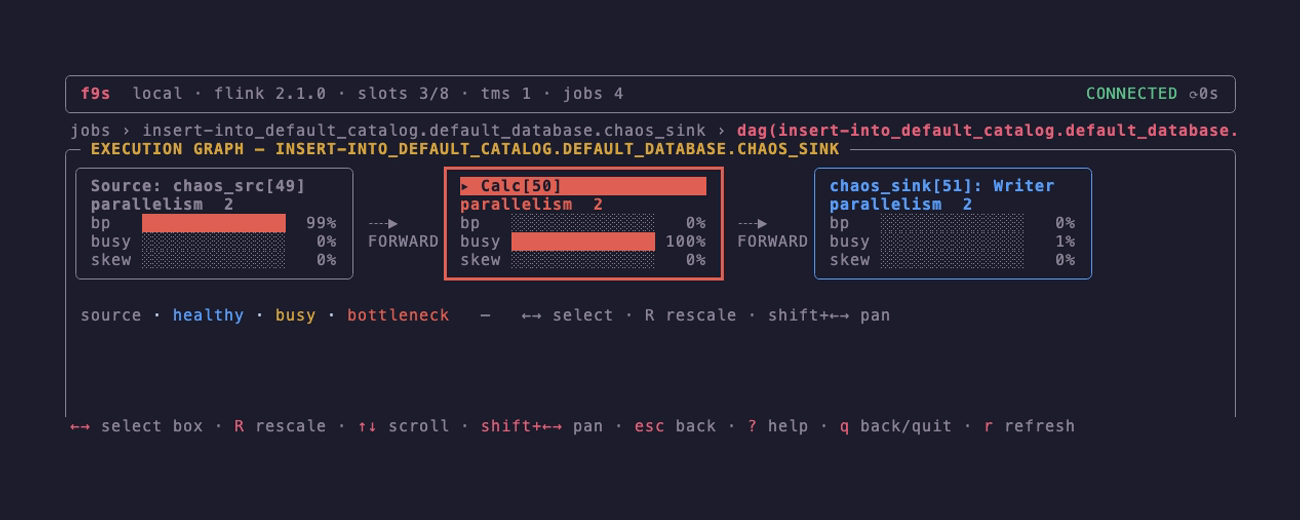 f9s local · flink 2.1.0 · slots 3/8 · tms 1 · jobs 4 CONNECTED ⟳0s
jobs › insert-into_default_catalog.default_database.chaos_sink › dag(insert-into_default_catalog.default_database.
EXECUTION GRAPH — INSERT-INTO_DEFAULT_CATALOG.DEFAULT_DATABASE.CHAOS_SINK
Source: chaos_src[49]
parallelism 2
bp 99%
busy 0%
skew 0%
FORWARD
▸ Calc[50]
parallelism 2
bp 0%
busy 100%
skew 0%
FORWARD
chaos_sink[51]: Writer
parallelism 2
bp 0%
busy 1%
skew 0%
source · healthy · busy · bottleneck — ←→ select · R rescale · shift+←→ pan
←→ select box · R rescale · ↑↓ scroll · shift+←→ pan · esc back · ? help · q back/quit · r refresh